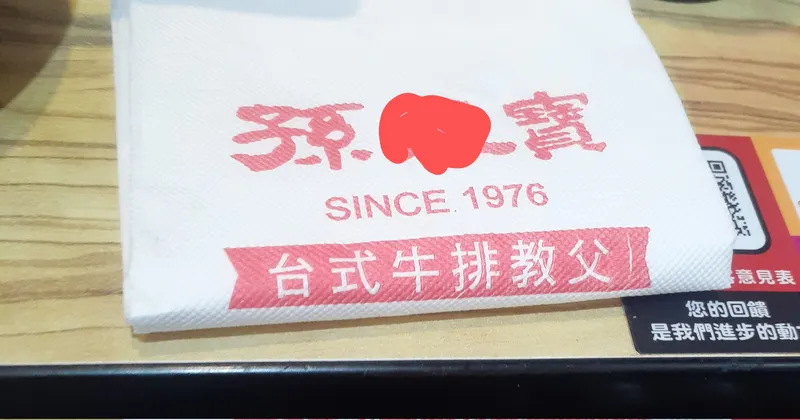 孫 寶
SINCE 1976
台式牛排教父
意見表
您的回饋
是我們進步的動